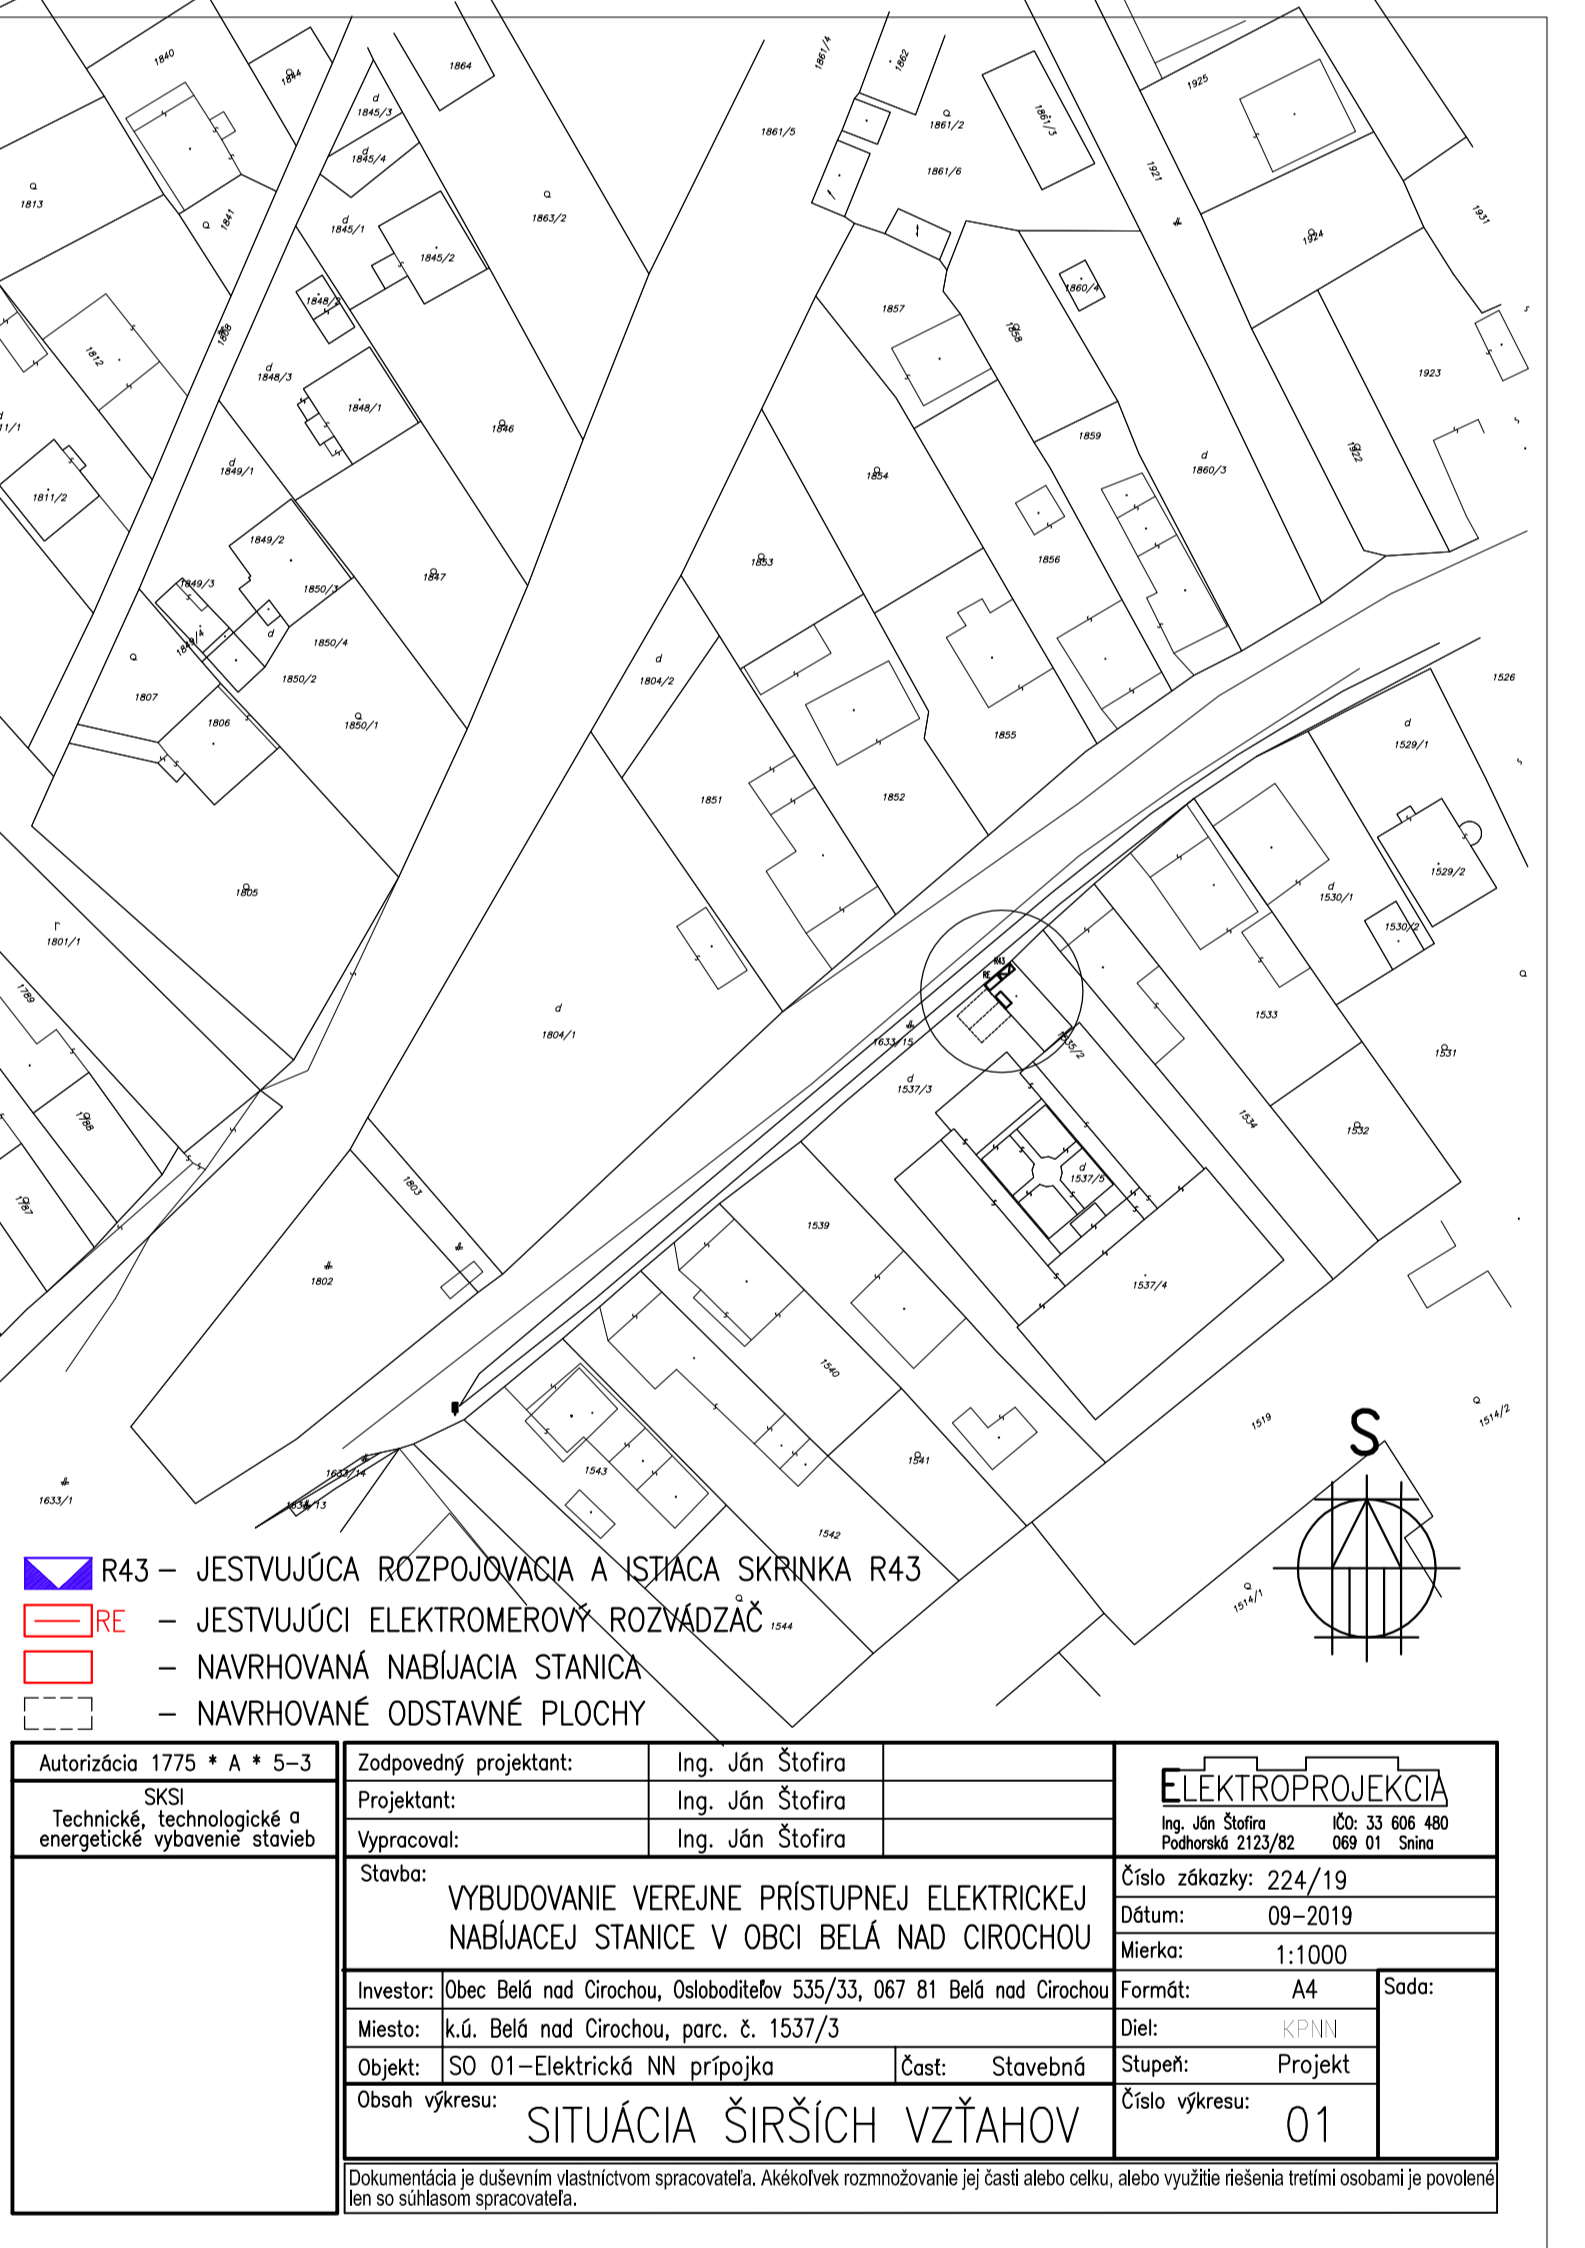 1840
1844
1864
1845/3
1845/4
1813
1841
1845/1
1845/2
1863/2
1861/5
1861/4
1862
1861/2
1861/3
1861/6
1925
1921
1924
1931
1808
1848/2
1812
1848/3
1848/1
1846
1849/1
1811/2
1849/2
1849/3
1850/3
1847
1850/4
1850/2
1807
1806
1850/1
1857
1858
1860/4
1923
1859
1854
1860/3
1922
1853
1856
1804/2
1855
1851
1852
1526
1529/1
1529/2
1530/1
1530/2
1805
1801/1
1789
1788
1787
1804/1
R43
RE
1633/15
1535/2
1537/3
1533
1531
1534
1532
1803
1537/5
1539
1802
1537/4
1540
1541
1519
1514/2
1633/14
1543
1633/1
1542
1514/1
1544
S
R43 – JESTVUJÚCA ROZPOJOVACIA A ISTIACA SKRINKA R43
RE – JESTVUJÚCI ELEKTROMEROVÝ ROZVÁDZAČ
– NAVRHOVANÁ NABÍJACIA STANICA
– NAVRHOVANÉ ODSTAVNÉ PLOCHY
Autorizácia 1775 * A * 5-3
SKSI
Technické, technologické a
energetické vybavenie stavieb
Zodpovedný projektant: Ing. Ján Štofira
Projektant: Ing. Ján Štofira
Vypracoval: Ing. Ján Štofira
ELEKTROPROJEKCIA
Ing. Ján Štofira IČO: 33 606 480
Podhorská 2123/82 069 01 Snina
Stavba:
VYBUDOVANIE VEREJNE PRÍSTUPNEJ ELEKTRICKEJ
NABÍJACEJ STANICE V OBCI BELÁ NAD CIROCHOU
Číslo zákazky: 224/19
Dátum: 09-2019
Mierka: 1:1000
Investor: Obec Belá nad Cirochou, Osloboditeľov 535/33, 067 81 Belá nad Cirochou
Formát: A4
Sada:
Miesto: k.ú. Belá nad Cirochou, parc. č. 1537/3
Diel: KPNN
Objekt: SO 01-Elektrická NN prípojka Časť: Stavebná
Stupeň: Projekt
Obsah výkresu: SITUÁCIA ŠIRŠÍCH VZŤAHOV
Číslo výkresu: 01
Dokumentácia je duševním vlastníctvom spracovateľa. Akékoľvek rozmnožovanie jej časti alebo celku, alebo využitie riešenia tretími osobami je povolené
len so súhlasom spracovateľa.